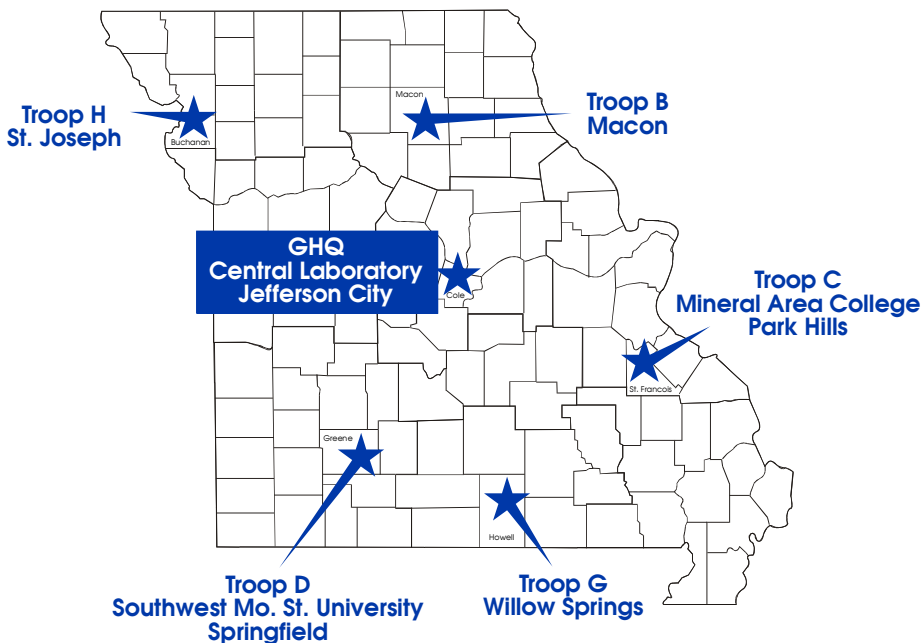 Macon
Troop B
Macon
Troop H
St. Joseph
Buchanan
GHQ
Central Laboratory
Jefferson City
Cole
Troop C
Mineral Area College
Park Hills
St. Francois
Greene
Howell
Troop D
Southwest Mo. St. University
Springfield
Troop G
Willow Springs